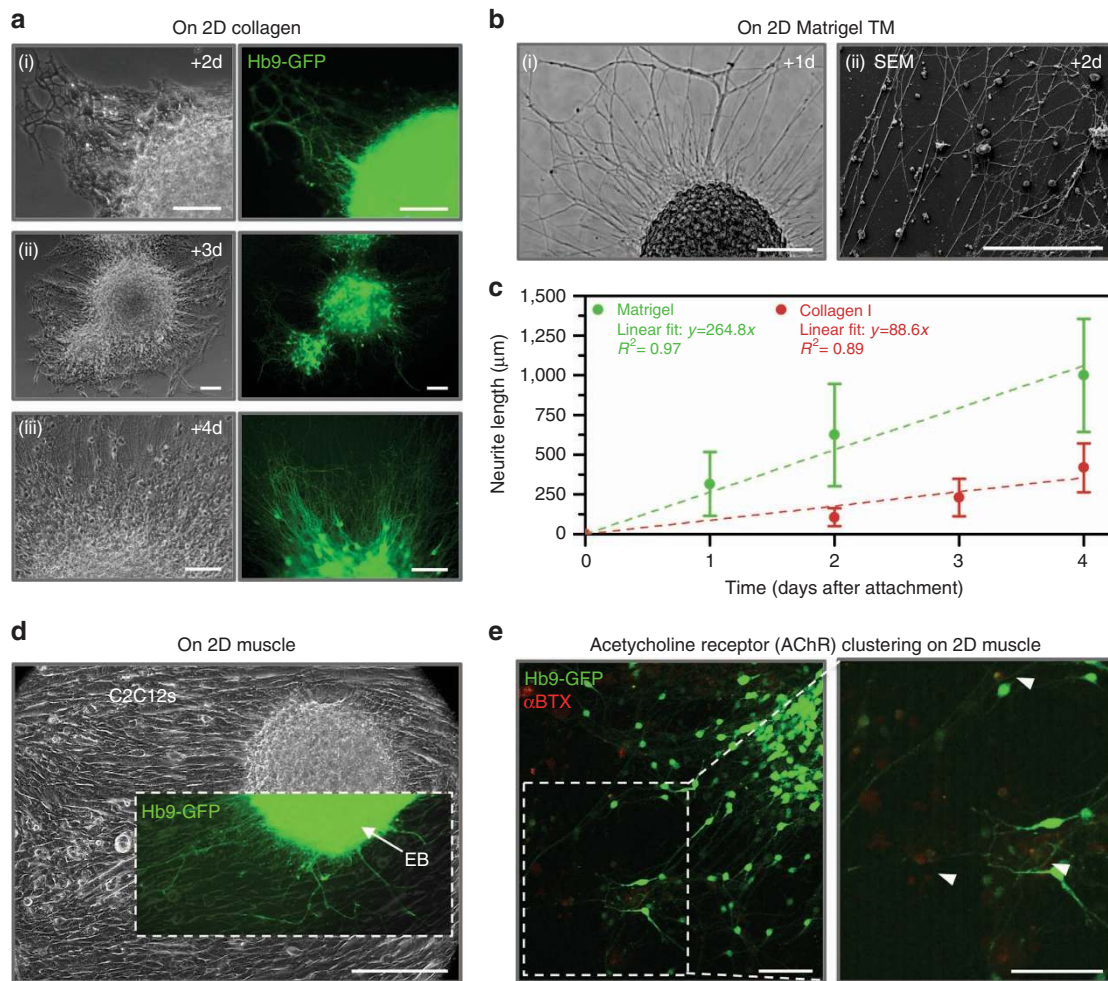 a
On 2D collagen
(i)
+2d
Hb9-GFP
(ii)
+3d
(iii)
+4d
b
On 2D Matrigel TM
(i)
+1d
(ii) SEM
+2d
c
1,500
1,250
1,000
750
500
250
0
Neurite length (μm)
Matrigel
Linear fit: y=264.8x
R²= 0.97
Collagen I
Linear fit: y=88.6x
R²= 0.89
0 1 2 3 4
Time (days after attachment)
d
On 2D muscle
C2C12s
Hb9-GFP
EB
e
Acetycholine receptor (AChR) clustering on 2D muscle
Hb9-GFP
αBTX